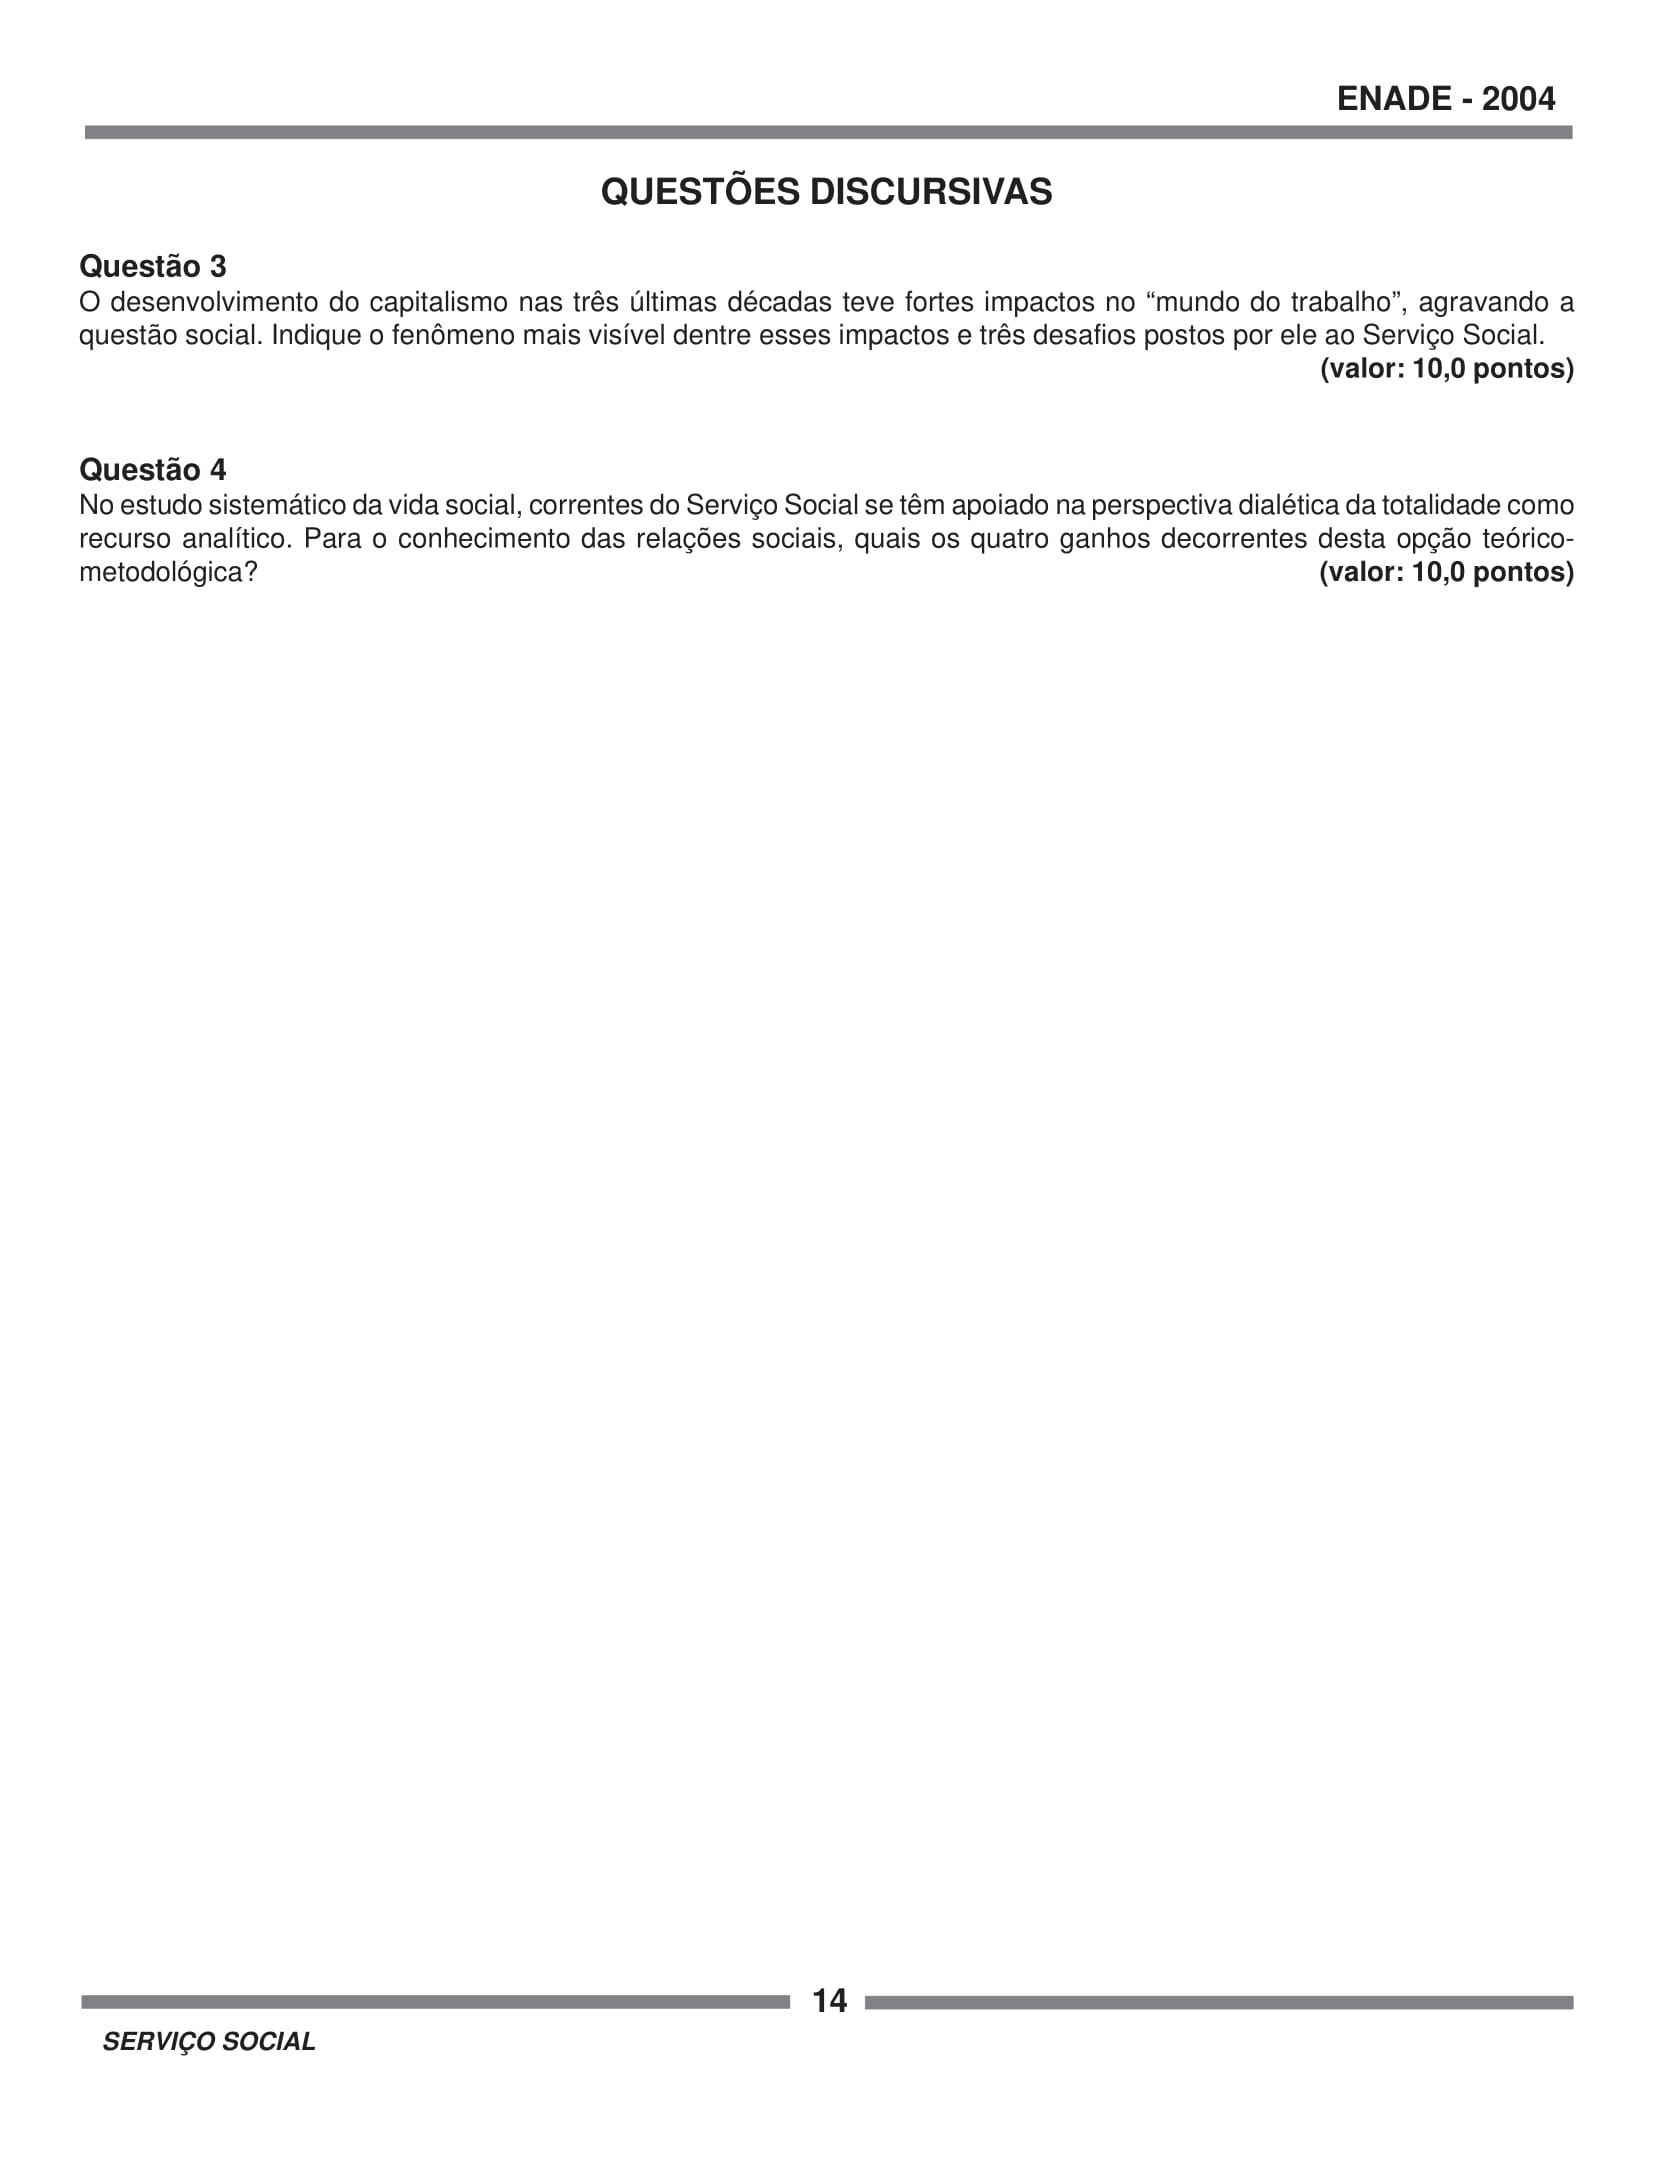 ENADE - 2004
QUESTÕES DISCURSIVAS
Questão 3
O desenvolvimento do capitalismo nas três últimas décadas teve fortes impactos no “mundo do trabalho”, agravando a
questão social. Indique o fenômeno mais visível dentre esses impactos e três desafios postos por ele ao Serviço Social.
(valor: 10,0 pontos)
Questão 4
No estudo sistemático da vida social, correntes do Serviço Social se têm apoiado na perspectiva dialética da totalidade como
recurso analítico. Para o conhecimento das relações sociais, quais os quatro ganhos decorrentes desta opção teórico-
metodológica? (valor: 10,0 pontos)
14
SERVIÇO SOCIAL